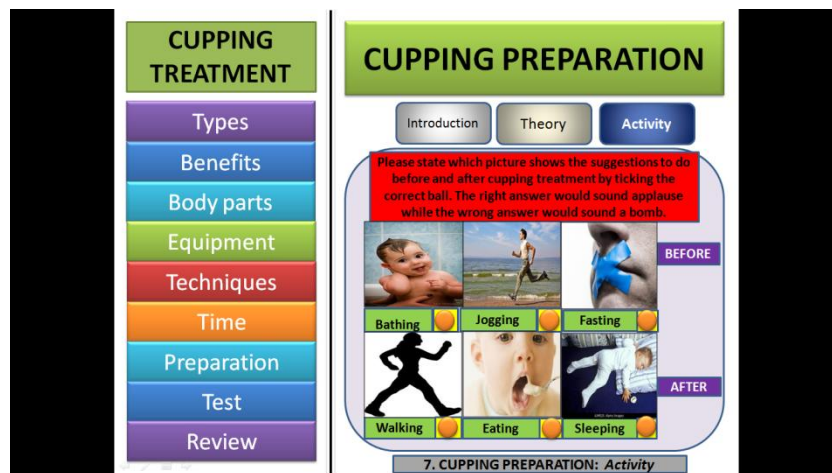 CUPPING
TREATMENT
Types
Benefits
Body parts
Equipment
Techniques
Time
Preparation
Test
Review
CUPPING PREPARATION
Introduction
Theory
Activity
Please state which picture shows the suggestions to do
before and after cupping treatment by ticking the
correct ball. The right answer would sound applause
while the wrong answer would sound a bomb.
BEFORE
Bathing
Jogging
Fasting
AFTER
Walking
Eating
Sleeping
7. CUPPING PREPARATION: Activity